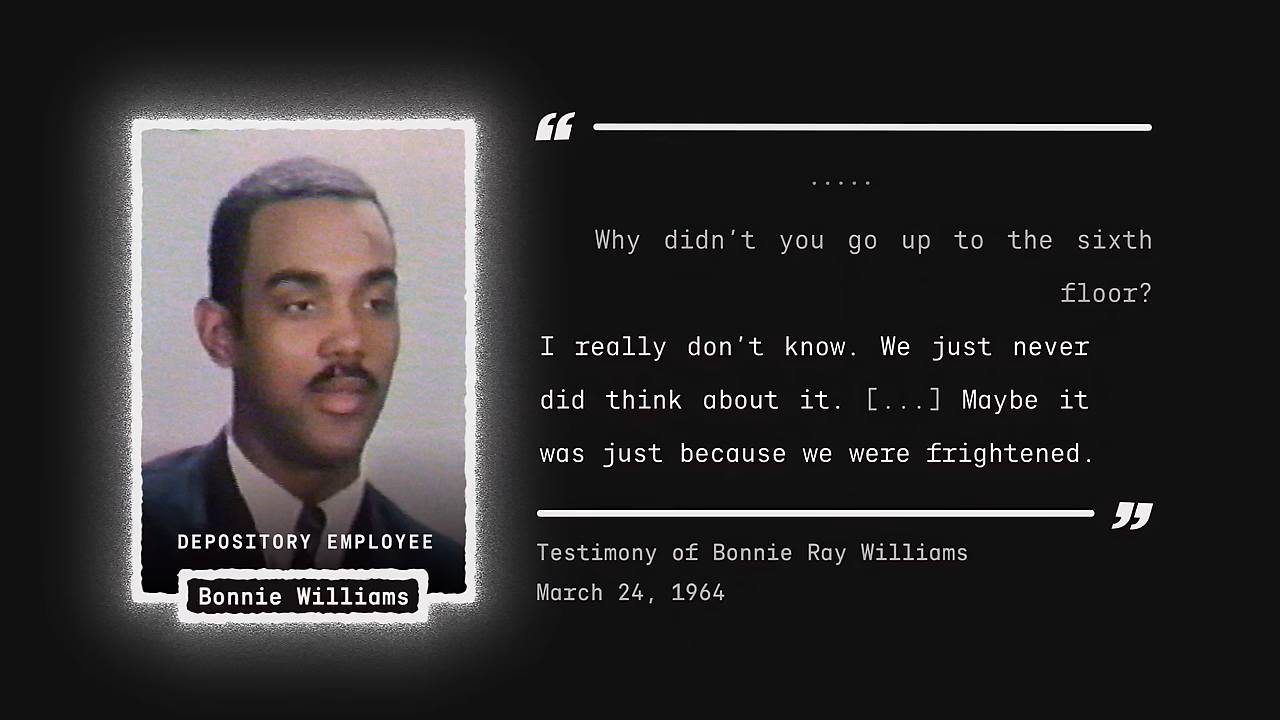 “
.....
Why didn't you go up to the sixth
floor?
I really don't know. We just never
did think about it. [...] Maybe it
was just because we were frightened.
”
DEPOSITORY EMPLOYEE
Bonnie Williams
Testimony of Bonnie Ray Williams
March 24, 1964